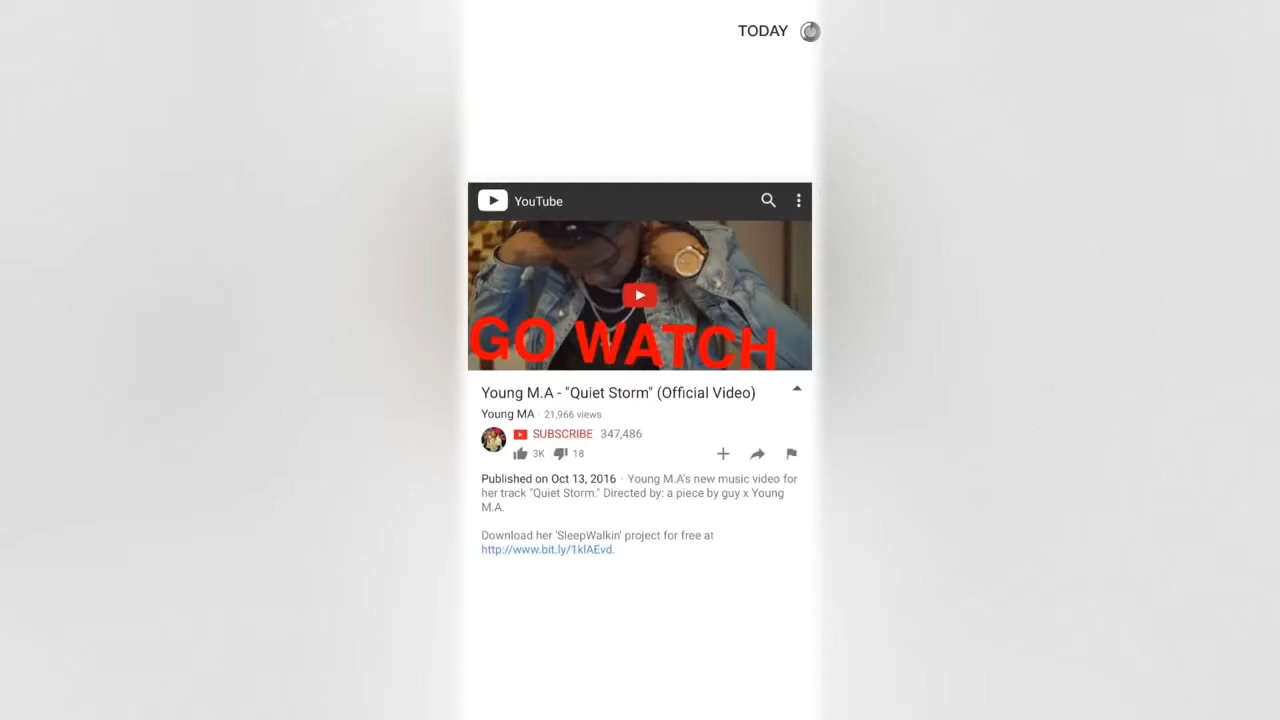 TODAY
YouTube
GO WATCH
Young M.A - "Quiet Storm" (Official Video)
Young MA · 21,966 views
SUBSCRIBE 347,486
3K 18
Published on Oct 13, 2016 · Young M.A's new music video for
her track "Quiet Storm." Directed by: a piece by guy x Young
M.A.
Download her 'SleepWalkin' project for free at
http://www.bit.ly/1klAEvd.